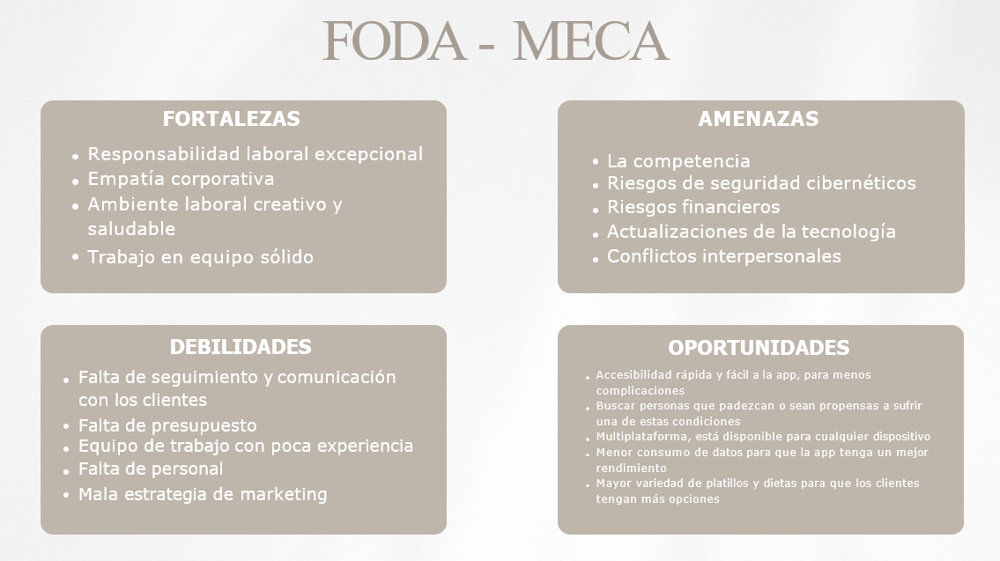 FODA - MECA
FORTALEZAS
Responsabilidad laboral excepcional
Empatía corporativa
Ambiente laboral creativo y
saludable
Trabajo en equipo sólido
AMENAZAS
La competencia
Riesgos de seguridad cibernéticos
Riesgos financieros
Actualizaciones de la tecnología
Conflictos interpersonales
DEBILIDADES
Falta de seguimiento y comunicación
con los clientes
Falta de presupuesto
Equipo de trabajo con poca experiencia
Falta de personal
Mala estrategia de marketing
OPORTUNIDADES
Accesibilidad rápida y fácil a la app, para menos
complicaciones
Buscar personas que padezcan o sean propensas a sufrir
una de estas condiciones
Multiplataforma, está disponible para cualquier dispositivo
Menor consumo de datos para que la app tenga un mejor
rendimiento
Mayor variedad de platillos y dietas para que los clientes
tengan más opciones